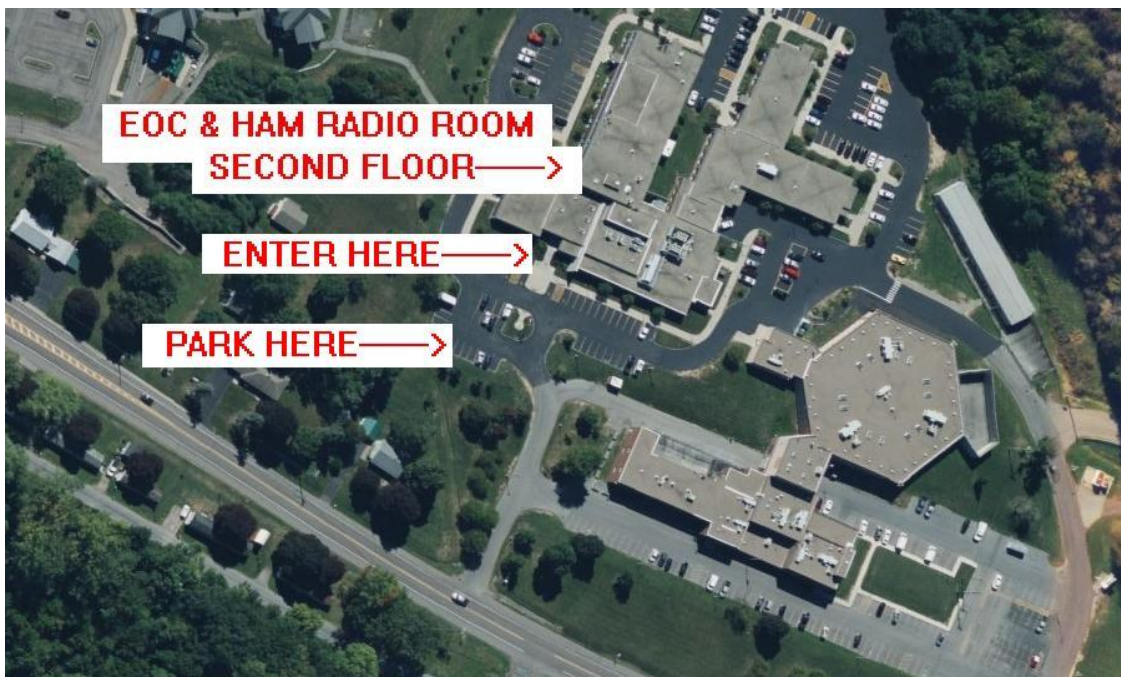 EOC & HAM RADIO ROOM
SECOND FLOOR
ENTER HERE
PARK HERE